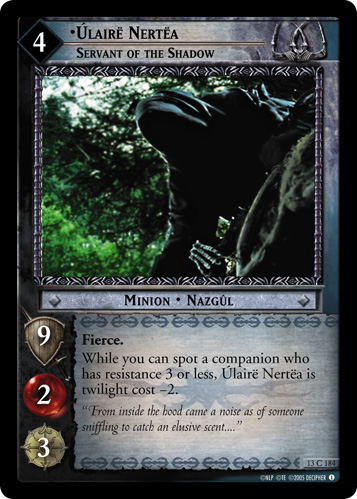 4
•Úlairë Nertëa
Servant of the Shadow
Minion • Nazgûl
9
2
3
Fierce.
While you can spot a companion who
has resistance 3 or less, Úlairë Nertëa is
twilight cost –2.
“From inside the hood came a noise as of someone
sniffling to catch an elusive scent....”
13 C 184
©NLP ©TE ©2005 DECIPHER